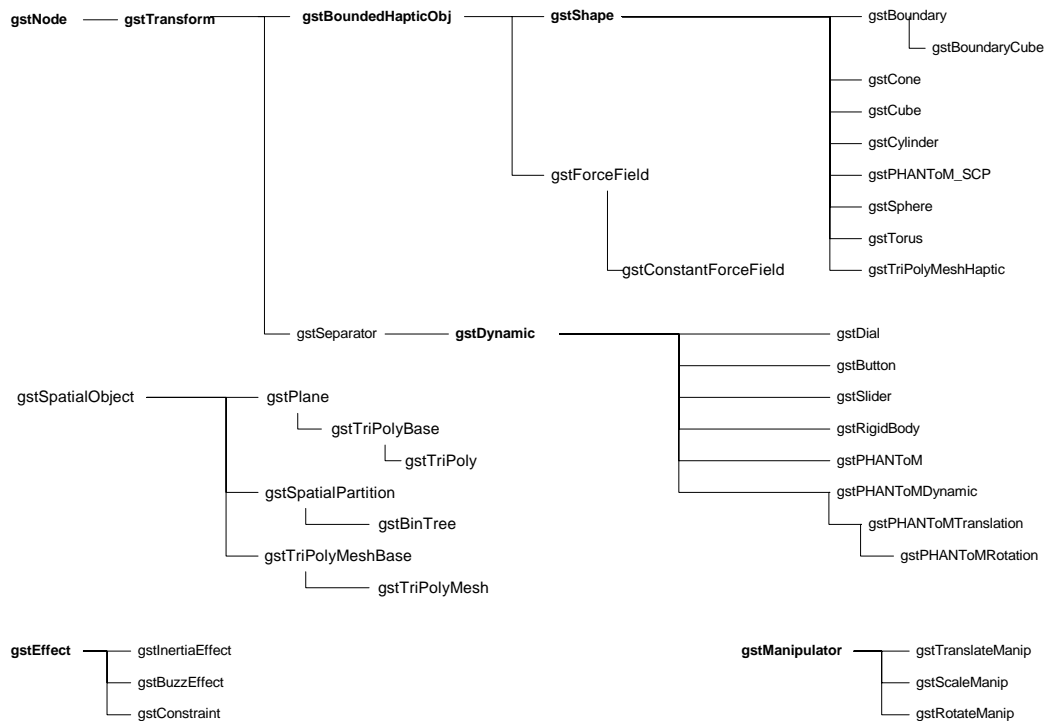 gstNode gstTransform gstBoundedHapticObj gstShape gstBoundary
gstBoundaryCube
gstCone
gstCube
gstCylinder
gstForceField gstPHANToM_SCP
gstSphere
gstTorus
gstConstantForceField gstTriPolyMeshHaptic
gstSeparator gstDynamic gstDial
gstButton
gstSpatialObject gstPlane gstSlider
gstTriPolyBase gstRigidBody
gstTriPoly gstPHANToM
gstSpatialPartition gstPHANToMDynamic
gstBinTree gstPHANToMTranslation
gstTriPolyMeshBase gstPHANToMRotation
gstTriPolyMesh
gstEffect gstInertiaEffect gstManipulator gstTranslateManip
gstBuzzEffect gstScaleManip
gstConstraint gstRotateManip